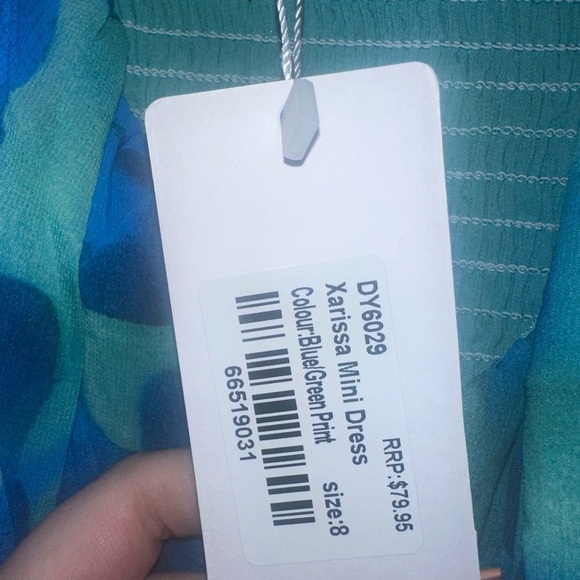 DY6029 RRP:$79.95
Xarissa Mini Dress
Colour:Blue/Green Print size:8
66519031